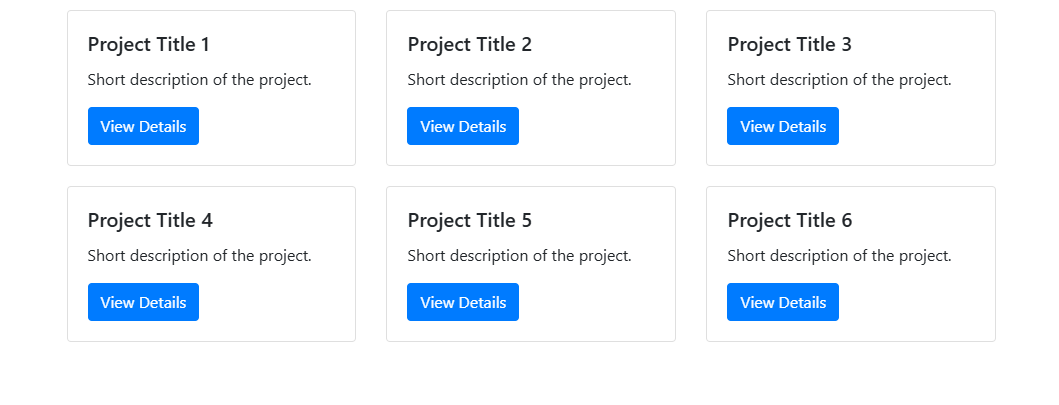 Project Title 1
Short description of the project.
View Details
Project Title 2
Short description of the project.
View Details
Project Title 3
Short description of the project.
View Details
Project Title 4
Short description of the project.
View Details
Project Title 5
Short description of the project.
View Details
Project Title 6
Short description of the project.
View Details